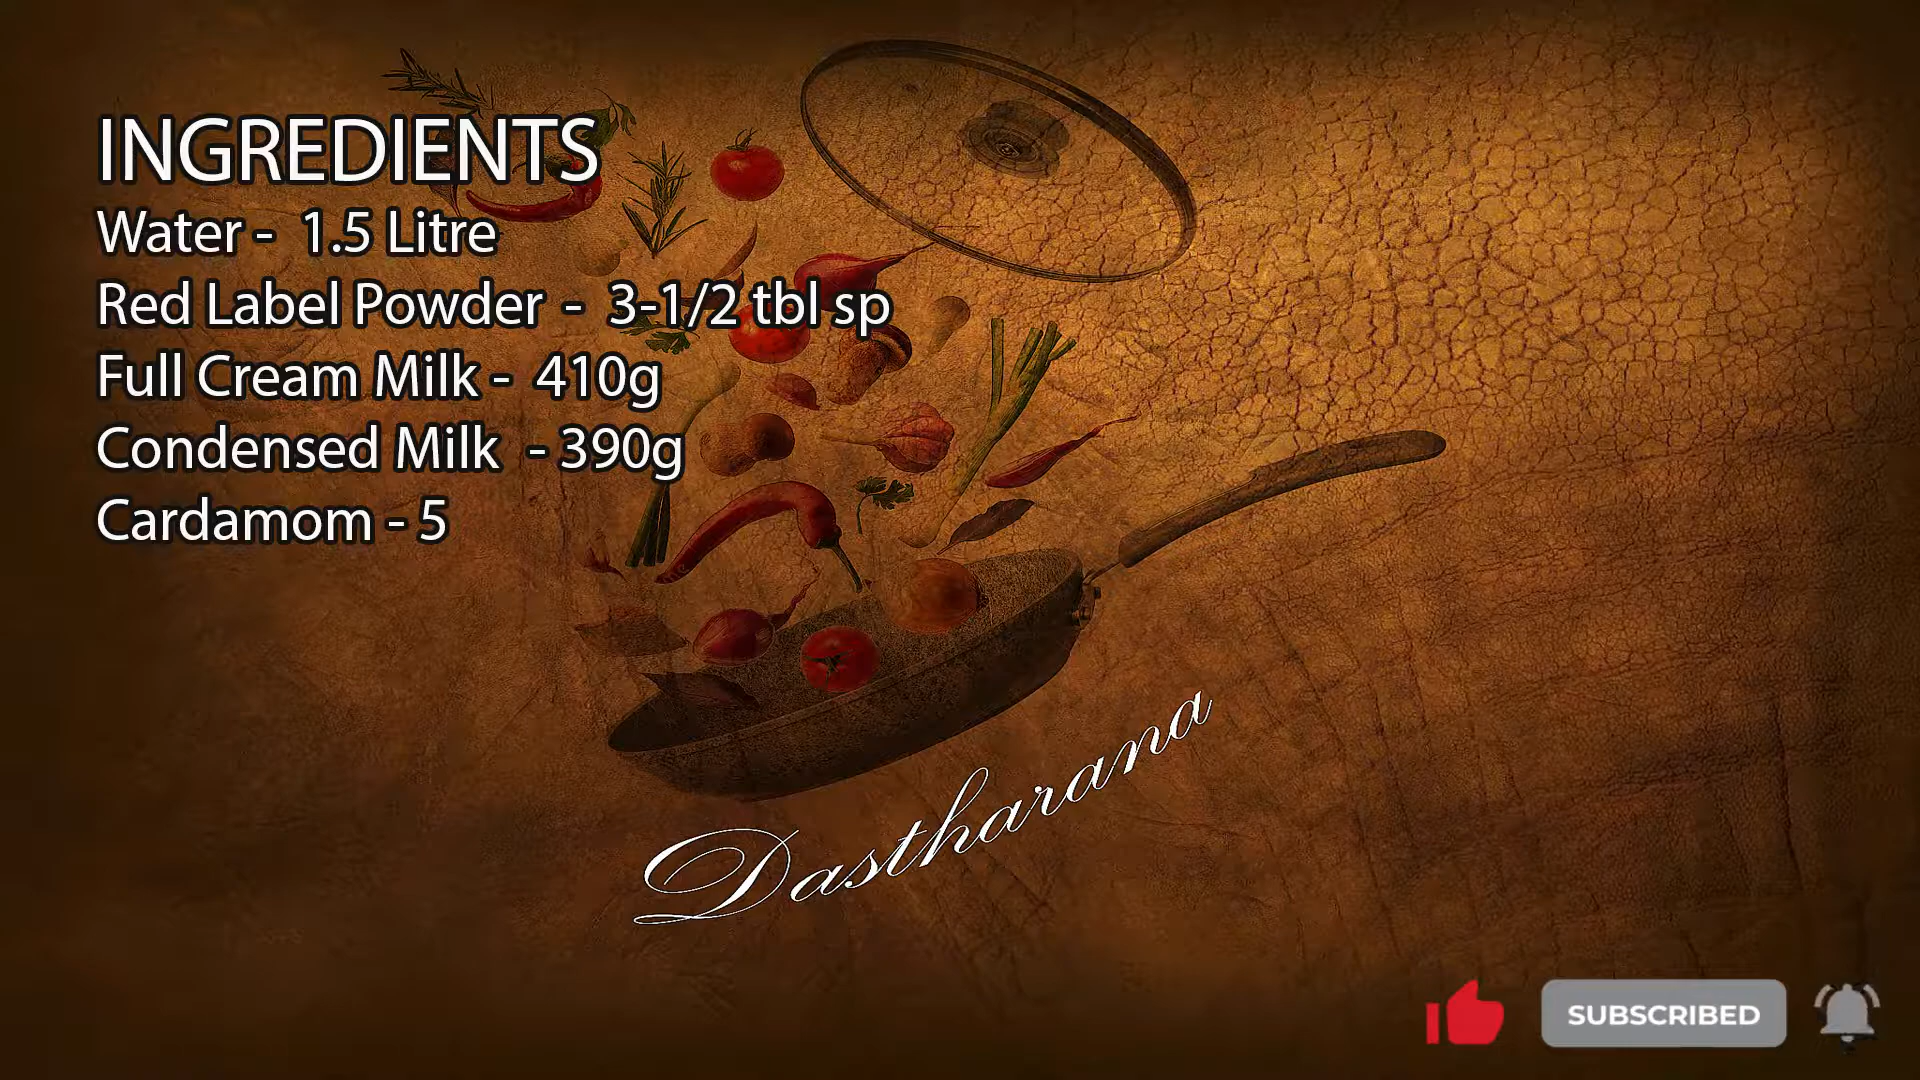 INGREDIENTS
Water - 1.5 Litre
Red Label Powder - 3-1/2 tbl sp
Full Cream Milk - 410g
Condensed Milk - 390g
Cardamom - 5
Dastharana
SUBSCRIBED